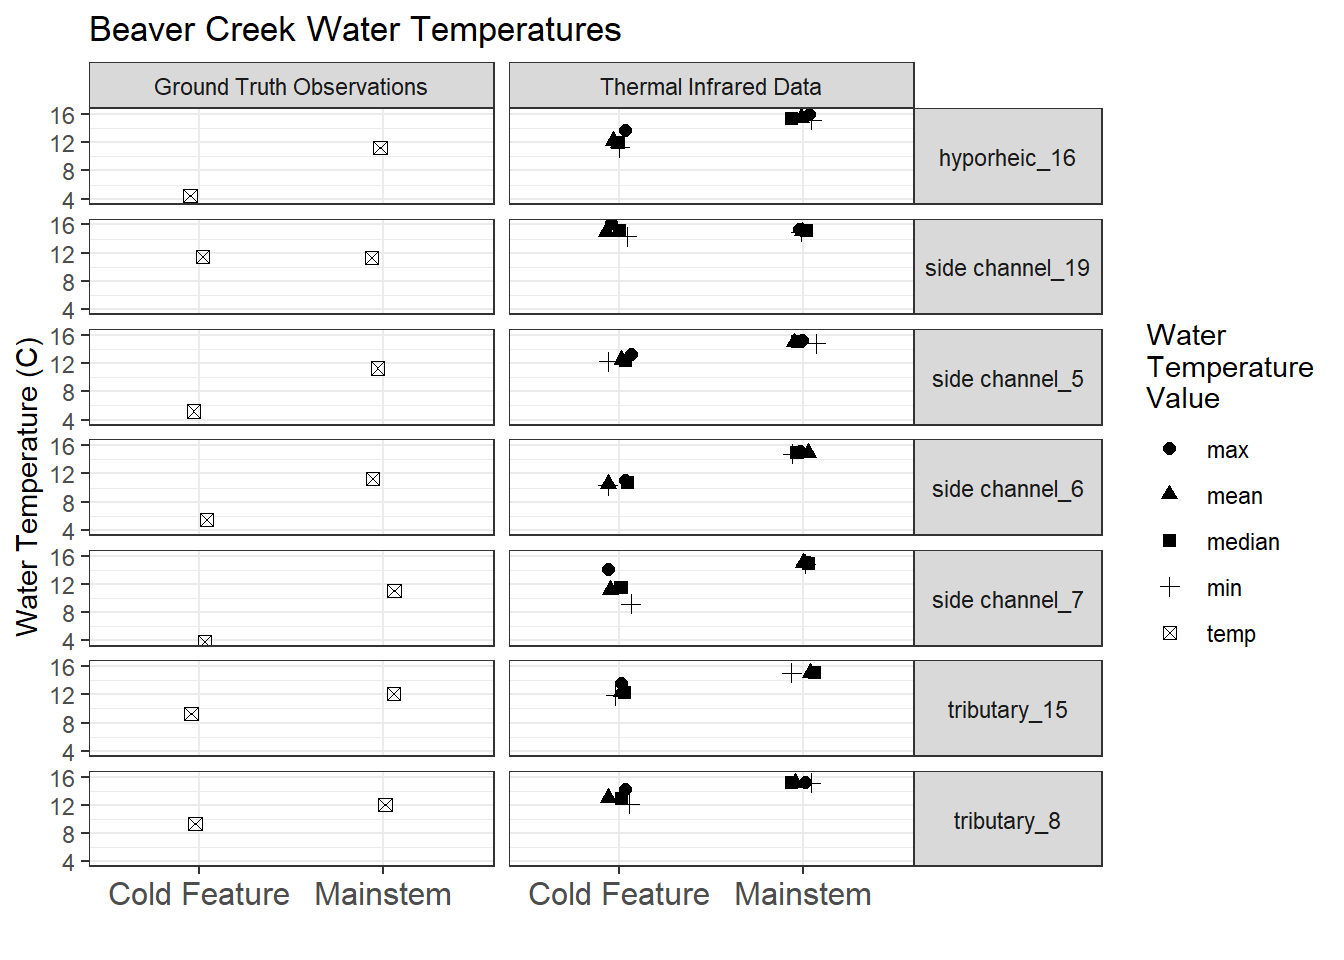 Beaver Creek Water Temperatures
Ground Truth Observations
Thermal Infrared Data
Water Temperature (C)
16
12
8
4
hyporheic_16
16
12
8
4
side channel_19
16
12
8
4
side channel_5
16
12
8
4
side channel_6
16
12
8
4
side channel_7
16
12
8
4
tributary_15
16
12
8
4
tributary_8
Cold Feature
Mainstem
Cold Feature
Mainstem
Water
Temperature
Value
max
mean
median
min
temp